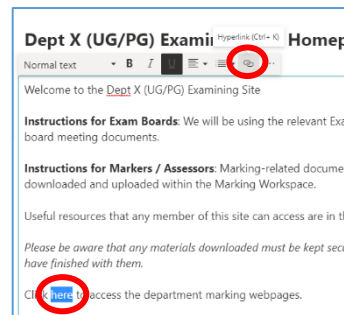 Dept X (UG/PG) Examin Homep
Hyperlink (Ctrl+ K)
Normal text B I U
Welcome to the Dept X (UG/PG) Examining Site
Instructions for Exam Boards: We will be using the relevant Exa
board meeting documents.
Instructions for Markers / Assessors: Marking-related docume
downloaded and uploaded within the Marking Workspace.
Useful resources that any member of this site can access are in th
Please be aware that any materials downloaded must be kept secu
have finished with them.
Click here to access the department marking webpages.